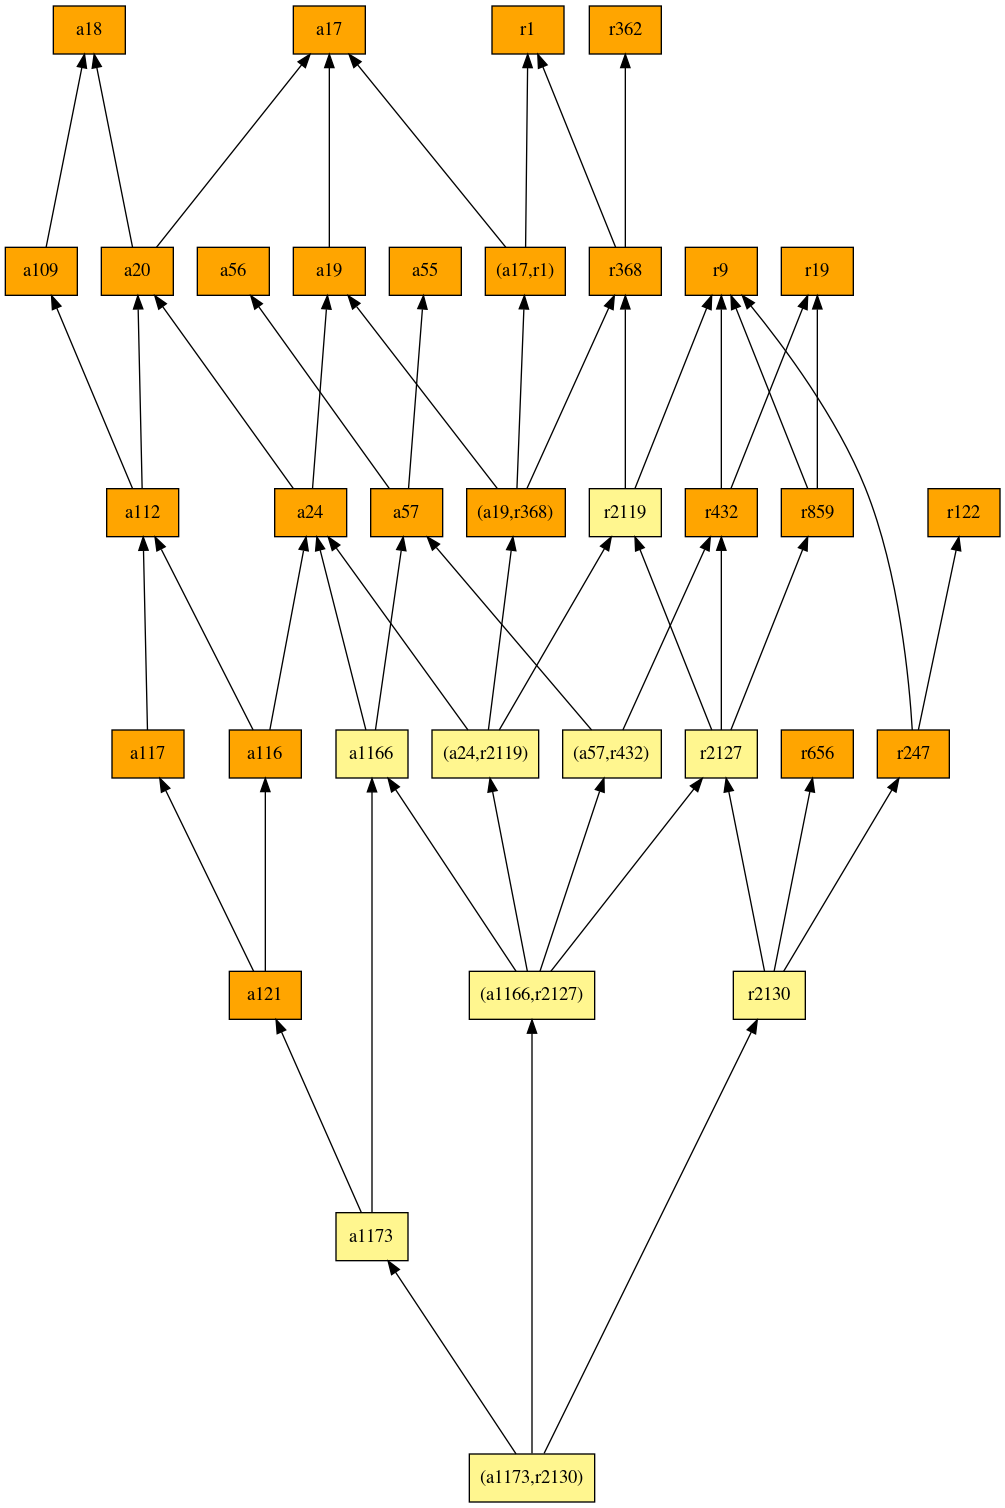 a18
a17
r1
r362
a109
a20
a56
a19
a55
(a17,r1)
r368
r9
r19
a112
a24
a57
(a19,r368)
r2119
r432
r859
r122
a117
a116
a1166
(a24,r2119)
(a57,r432)
r2127
r656
r247
a121
(a1166,r2127)
r2130
a1173
(a1173,r2130)